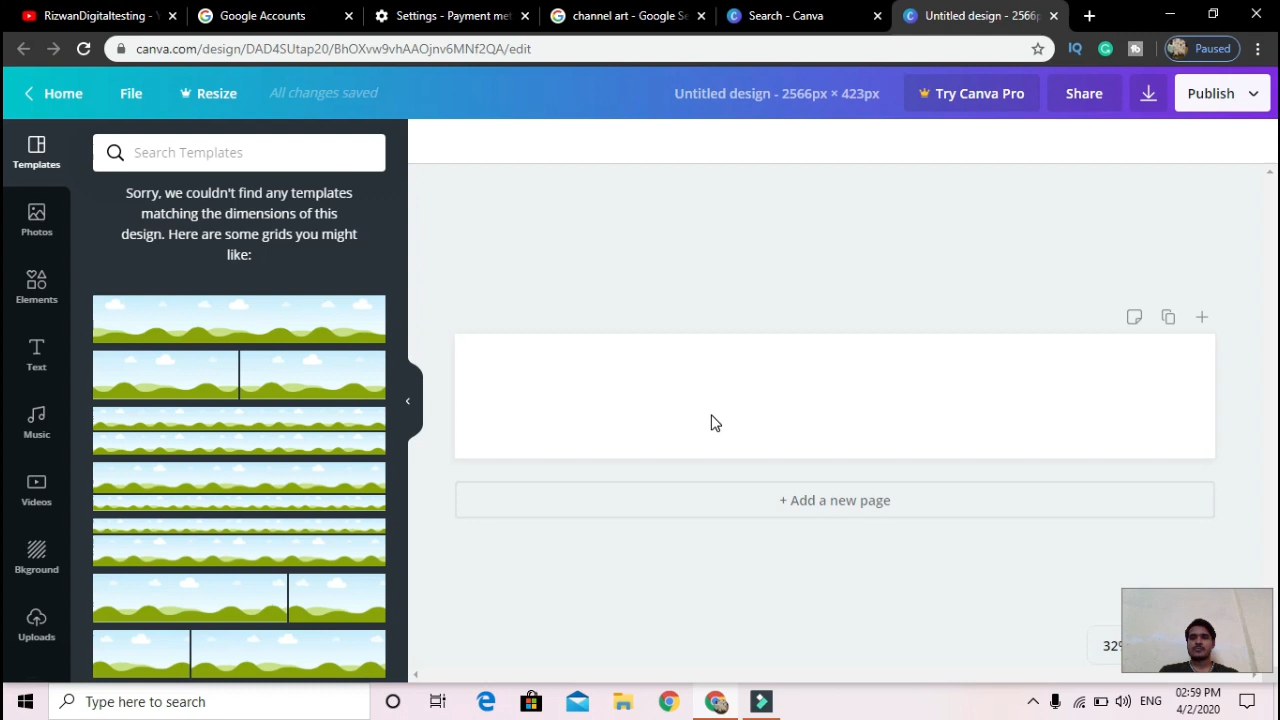 RizwanDigitaltesting - Y
Google Accounts
Settings - Payment met
channel art - Google Se
Search - Canva
Untitled design - 2566p
canva.com/design/DAD4SUtap20/BhOXvw9vhAAOjnv6MNf2QA/edit
Paused
Home
File
Resize
All changes saved
Untitled design - 2566px × 423px
Try Canva Pro
Share
Publish
Templates
Photos
Elements
Text
Music
Videos
Bkground
Uploads
Search Templates
Sorry, we couldn't find any templates
matching the dimensions of this
design. Here are some grids you might
like:
+ Add a new page
32%
Type here to search
ENG
02:59 PM
4/2/2020